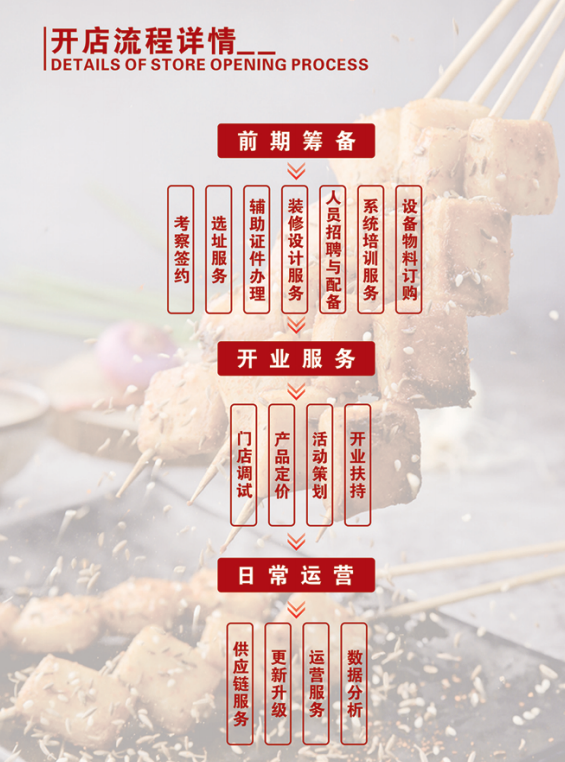 开店流程详情__
DETAILS OF STORE OPENING PROCESS
前期筹备
考察签约
选址服务
辅助证件办理
装修设计服务
人员招聘与配备
系统培训服务
设备物料订购
开业服务
门店调试
产品定价
活动策划
开业扶持
日常运营
供应链服务
更新升级
运营服务
数据分析